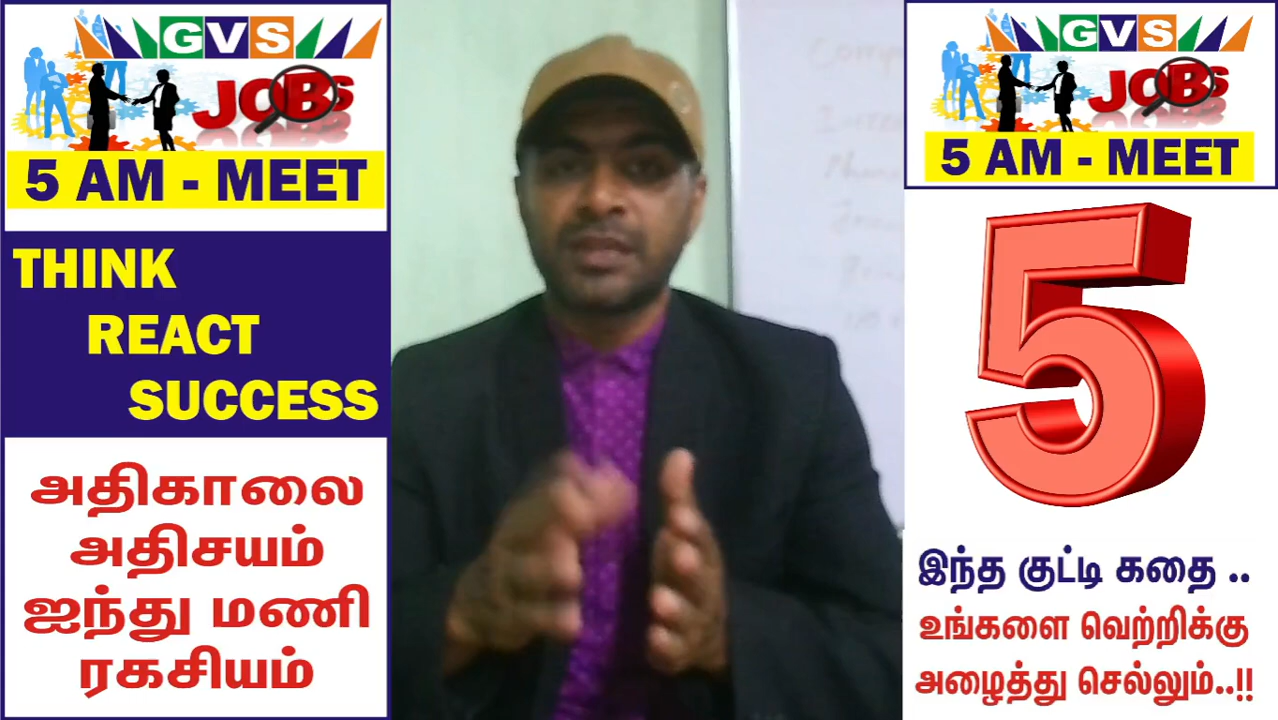 GVS
JOBS
5 AM - MEET
THINK
REACT
SUCCESS
அதிகாலை
அதிசயம்
ஐந்து மணி
ரகசியம்
GVS
JOBS
5 AM - MEET
5
இந்த குட்டி கதை ..
உங்களை வெற்றிக்கு
அழைத்து செல்லும்..!!